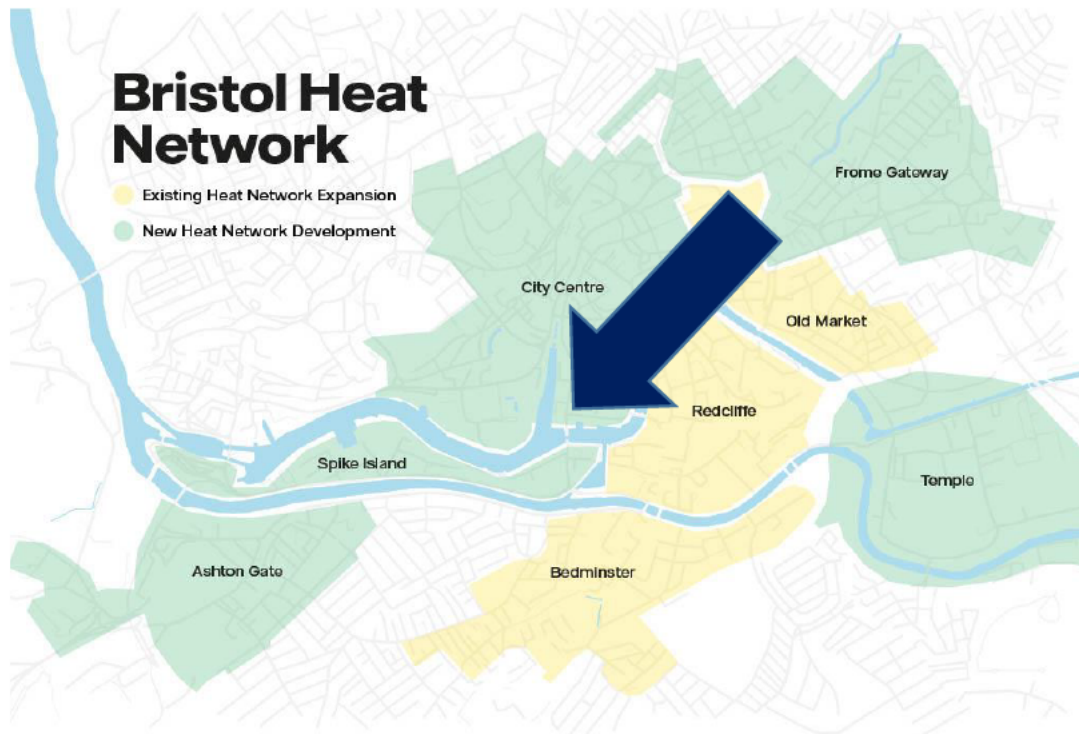 Bristol Heat
Network
Existing Heat Network Expansion
New Heat Network Development
Frome Gateway
City Centre
Old Market
Redcliffe
Spike Island
Temple
Ashton Gate
Bedminster